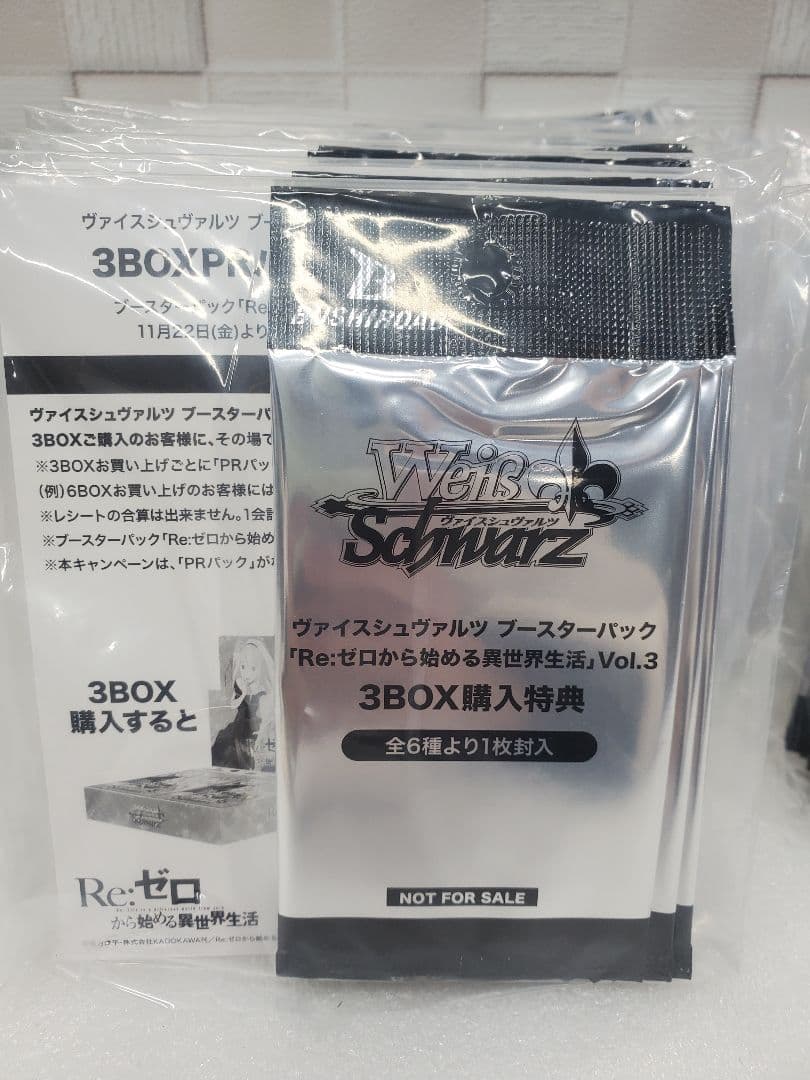 ヴァイスシュヴァルツ ブー
3BOXPR
ブースターパック「Re:
11月22日(金)より
ヴァイスシュヴァルツ ブースターパ
3BOXご購入のお客様に、その場で
※3BOXお買い上げごとに「PRパッ
(例)6BOXお買い上げのお客様には
※レシートの合算は出来ません。1会計
※ブースターパック「Re:ゼロから始め
※本キャンペーンは、「PRパック」が
3BOX
購入すると
Re:ゼロ
から始める異世界生活
BUSHIROAD
Weiß
ヴァイスシュヴァルツ
Schwarz
ヴァイスシュヴァルツ ブースターパック
「Re:ゼロから始める異世界生活」Vol.3
3BOX購入特典
全6種より1枚封入
NOT FOR SALE